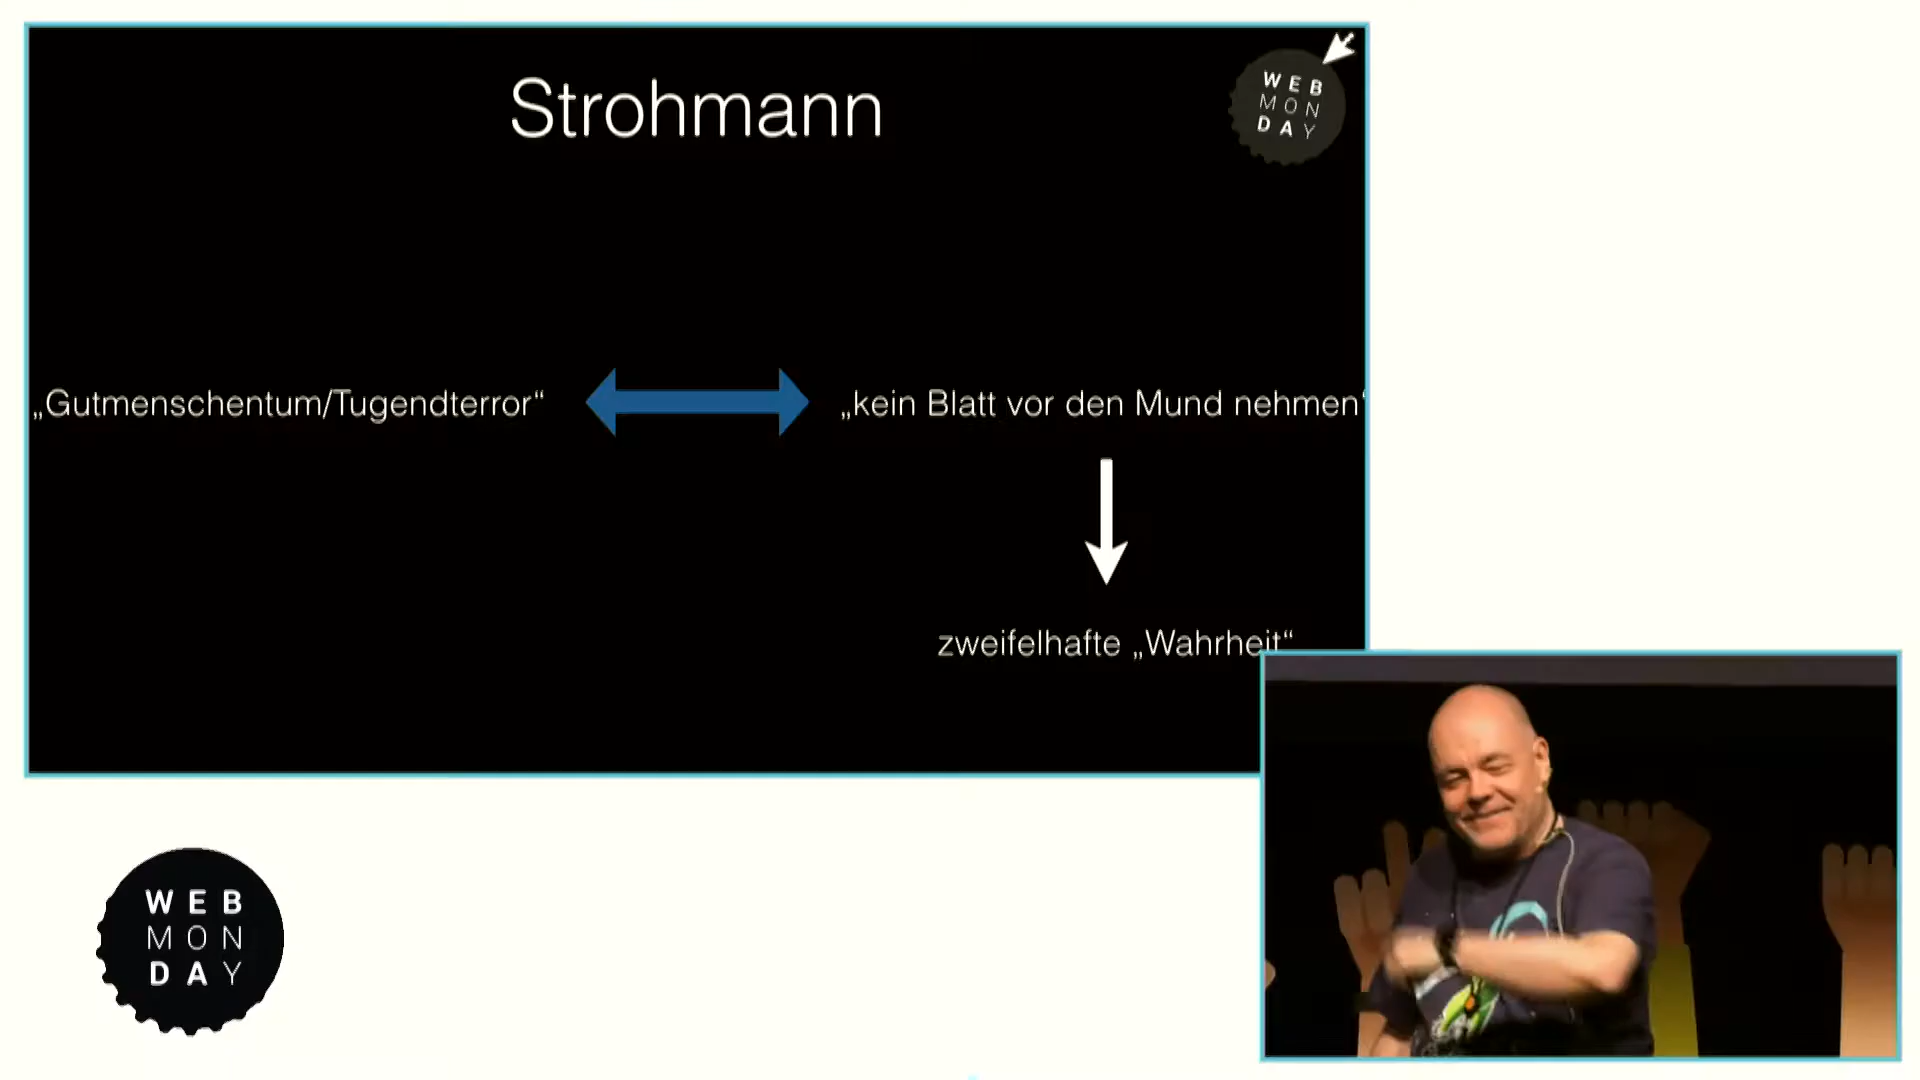 Strohmann
WEB
MON
DAY
„Gutmenschentum/Tugendterror“
„kein Blatt vor den Mund nehmen“
zweifelhafte „Wahrheit“
WEB
MON
DAY